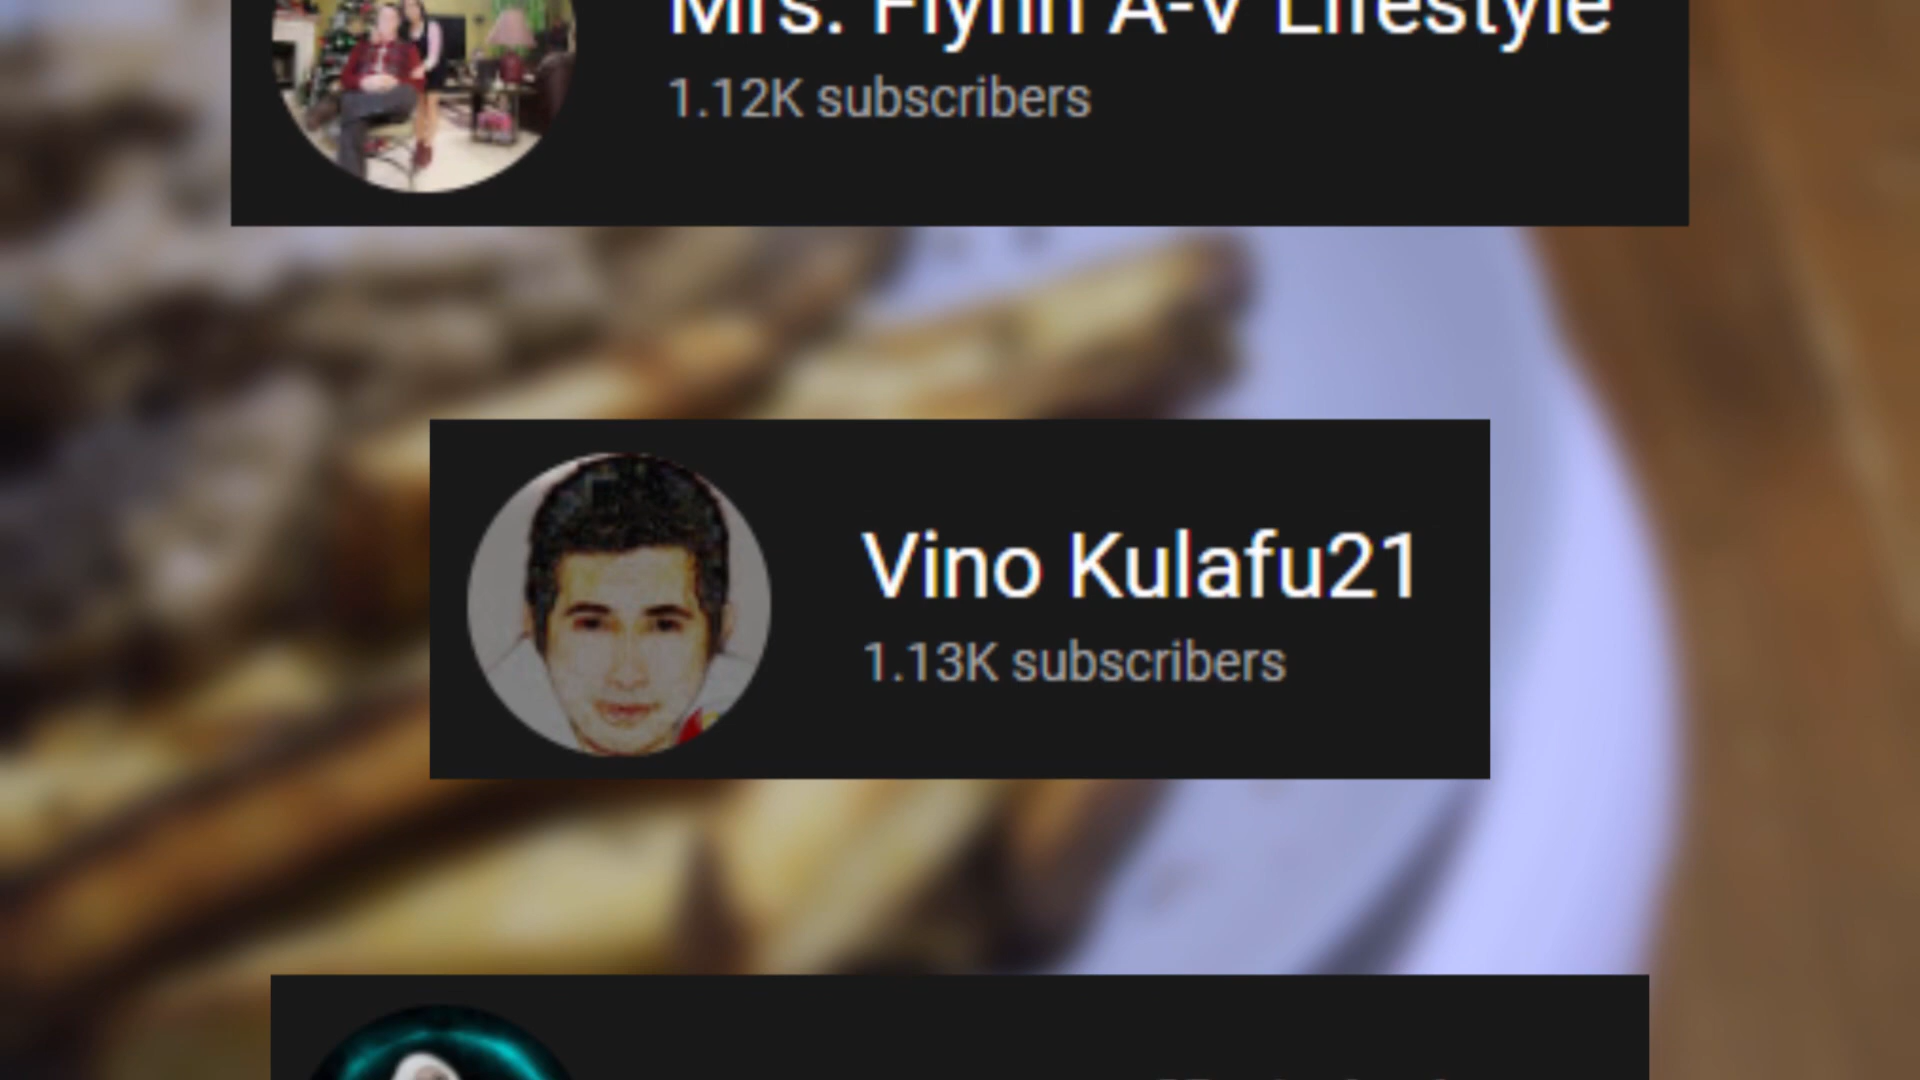 Mrs. Flynn A-V Lifestyle
1.12K subscribers
Vino Kulafu21
1.13K subscribers